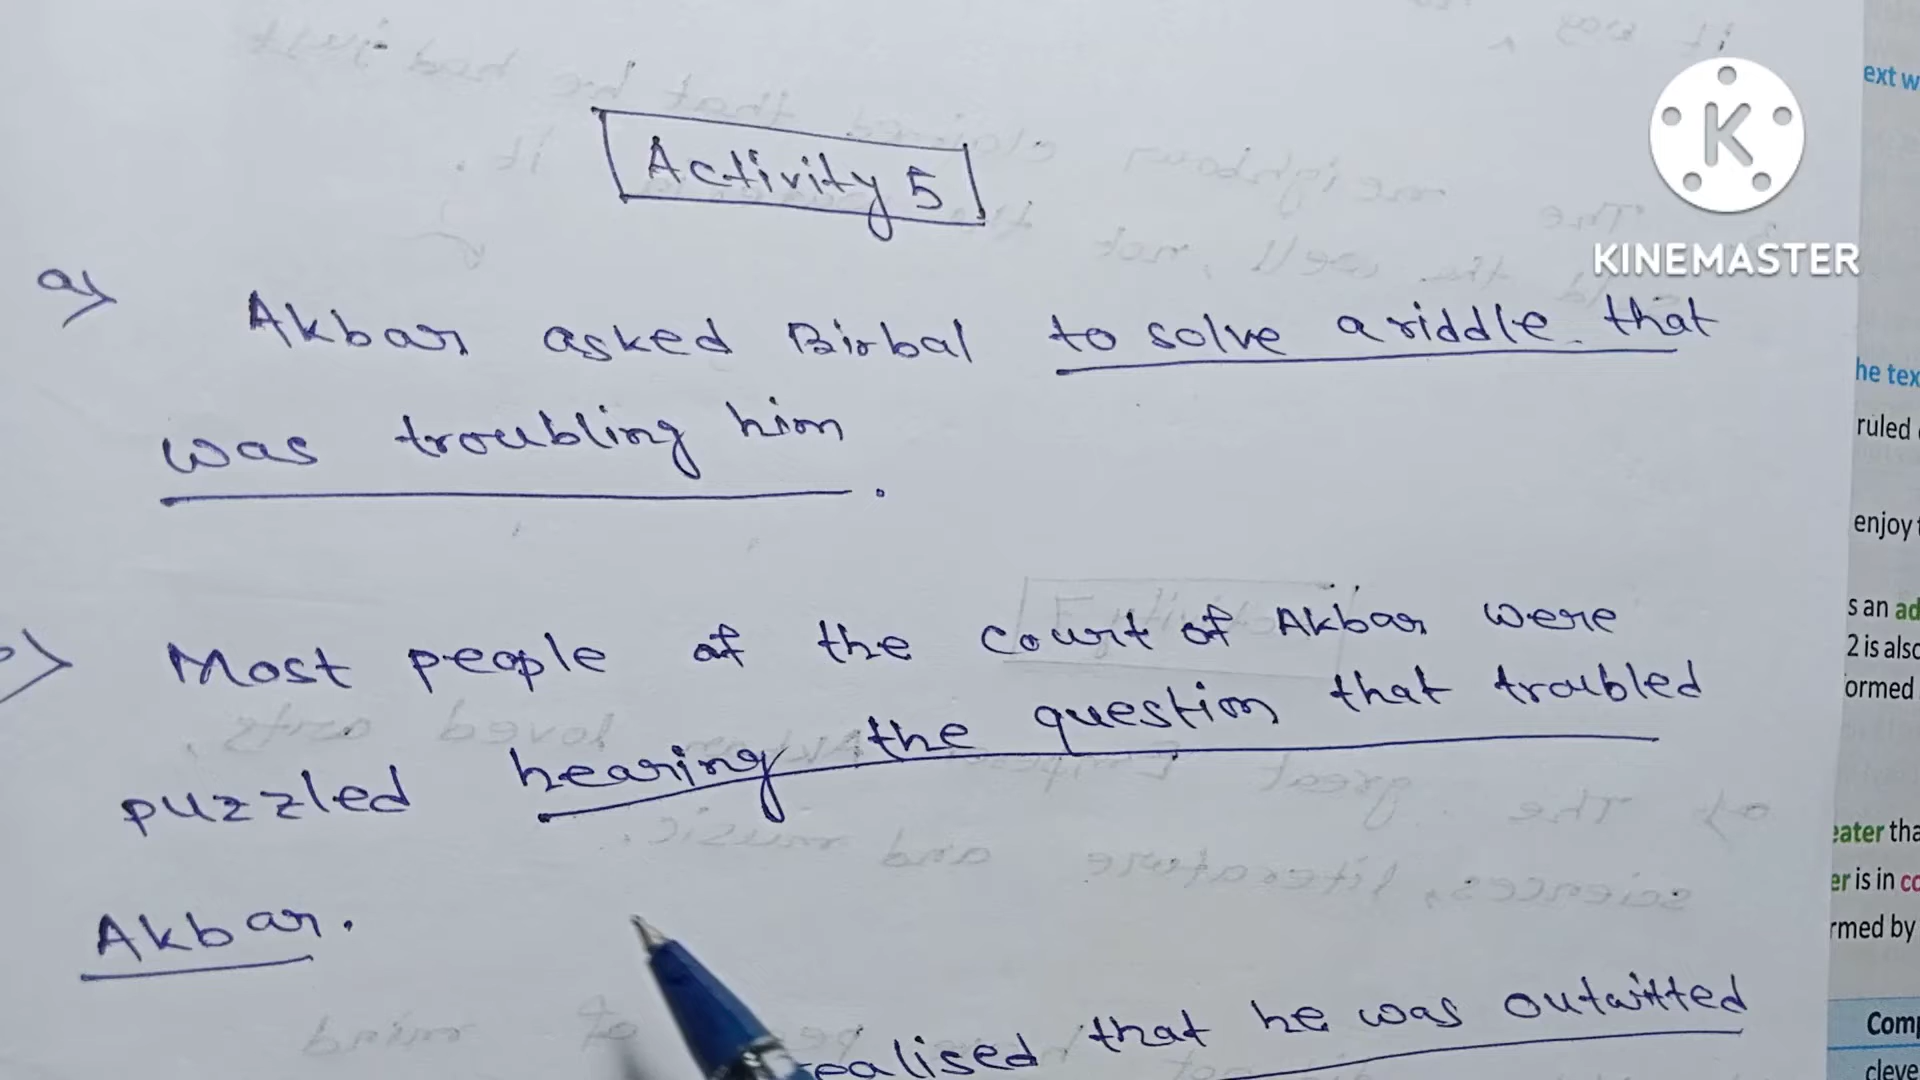 Activity 5
KINEMASTER
a) Akbar asked Birbal to solve a riddle that
was troubling him.
Most people of the court of Akbar were
puzzled hearing the question that troubled
Akbar.
realised that he was outwitted
ext w
he tex
ruled
enjoy
s an ad
2 is also
ormed
eater tha
er is in co
rmed by
Comp
cleve